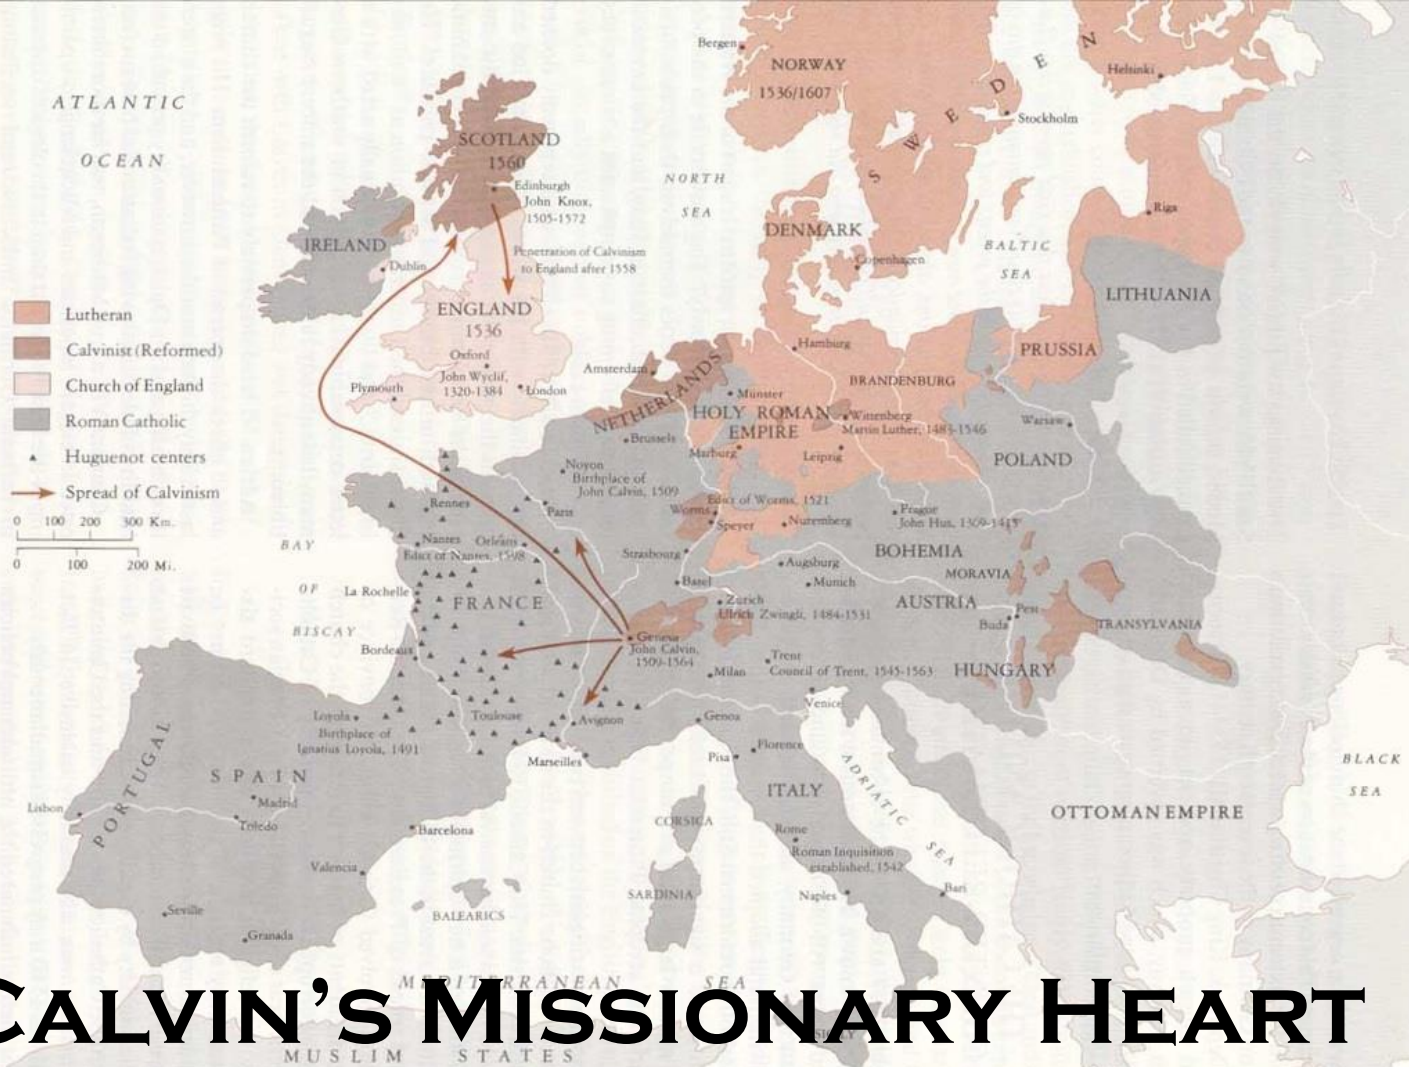 ATLANTIC
OCEAN
Bergen
NORWAY
1536/1607
SWEDEN
Helsinki
Stockholm
SCOTLAND
1560
Edinburgh
John Knox,
1505-1572
NORTH
SEA
Riga
DENMARK
Copenhagen
BALTIC
SEA
IRELAND
Dublin
Penetration of Calvinism
to England after 1558
LITHUANIA
ENGLAND
1536
Oxford
John Wyclif,
1320-1384
London
Plymouth
Lutheran
Calvinist (Reformed)
Church of England
Roman Catholic
Huguenot centers
Spread of Calvinism
0 100 200 300 Km.
0 100 200 Mi.
Amsterdam
NETHERLANDS
Hamburg
PRUSSIA
BRANDENBURG
Münster
HOLY ROMAN
EMPIRE
Wittenberg
Martin Luther, 1483-1546
Warsaw
Brussels
Marburg
Leipzig
POLAND
Noyon
Birthplace of
John Calvin, 1509
Edict of Worms, 1521
Worms
Speyer
Nuremberg
Prague
John Hus, 1369-1415
Rennes
Paris
Nantes
Orléans
Edict of Nantes, 1598
Strasbourg
BOHEMIA
Augsburg
MORAVIA
BAY
OF
BISCAY
La Rochelle
FRANCE
Basel
Munich
Zurich
Ulrich Zwingli, 1484-1531
AUSTRIA
Pest
Buda
TRANSYLVANIA
Geneva
John Calvin,
1509-1564
Bordeaux
Trent
Council of Trent, 1545-1563
HUNGARY
Milan
Venice
Loyola
Birthplace of
Ignatius Loyola, 1491
Toulouse
Avignon
Genoa
Marseilles
Pisa
Florence
PORTUGAL
SPAIN
Madrid
Toledo
Lisbon
Barcelona
Valencia
Seville
Granada
BALEARICS
CORSICA
SARDINIA
ITALY
Rome
Roman Inquisition
established, 1542
Naples
Bari
ADRIATIC SEA
OTTOMAN EMPIRE
BLACK
SEA
MEDITERRANEAN SEA
SICILY
CALVIN'S MISSIONARY HEART
MUSLIM STATES